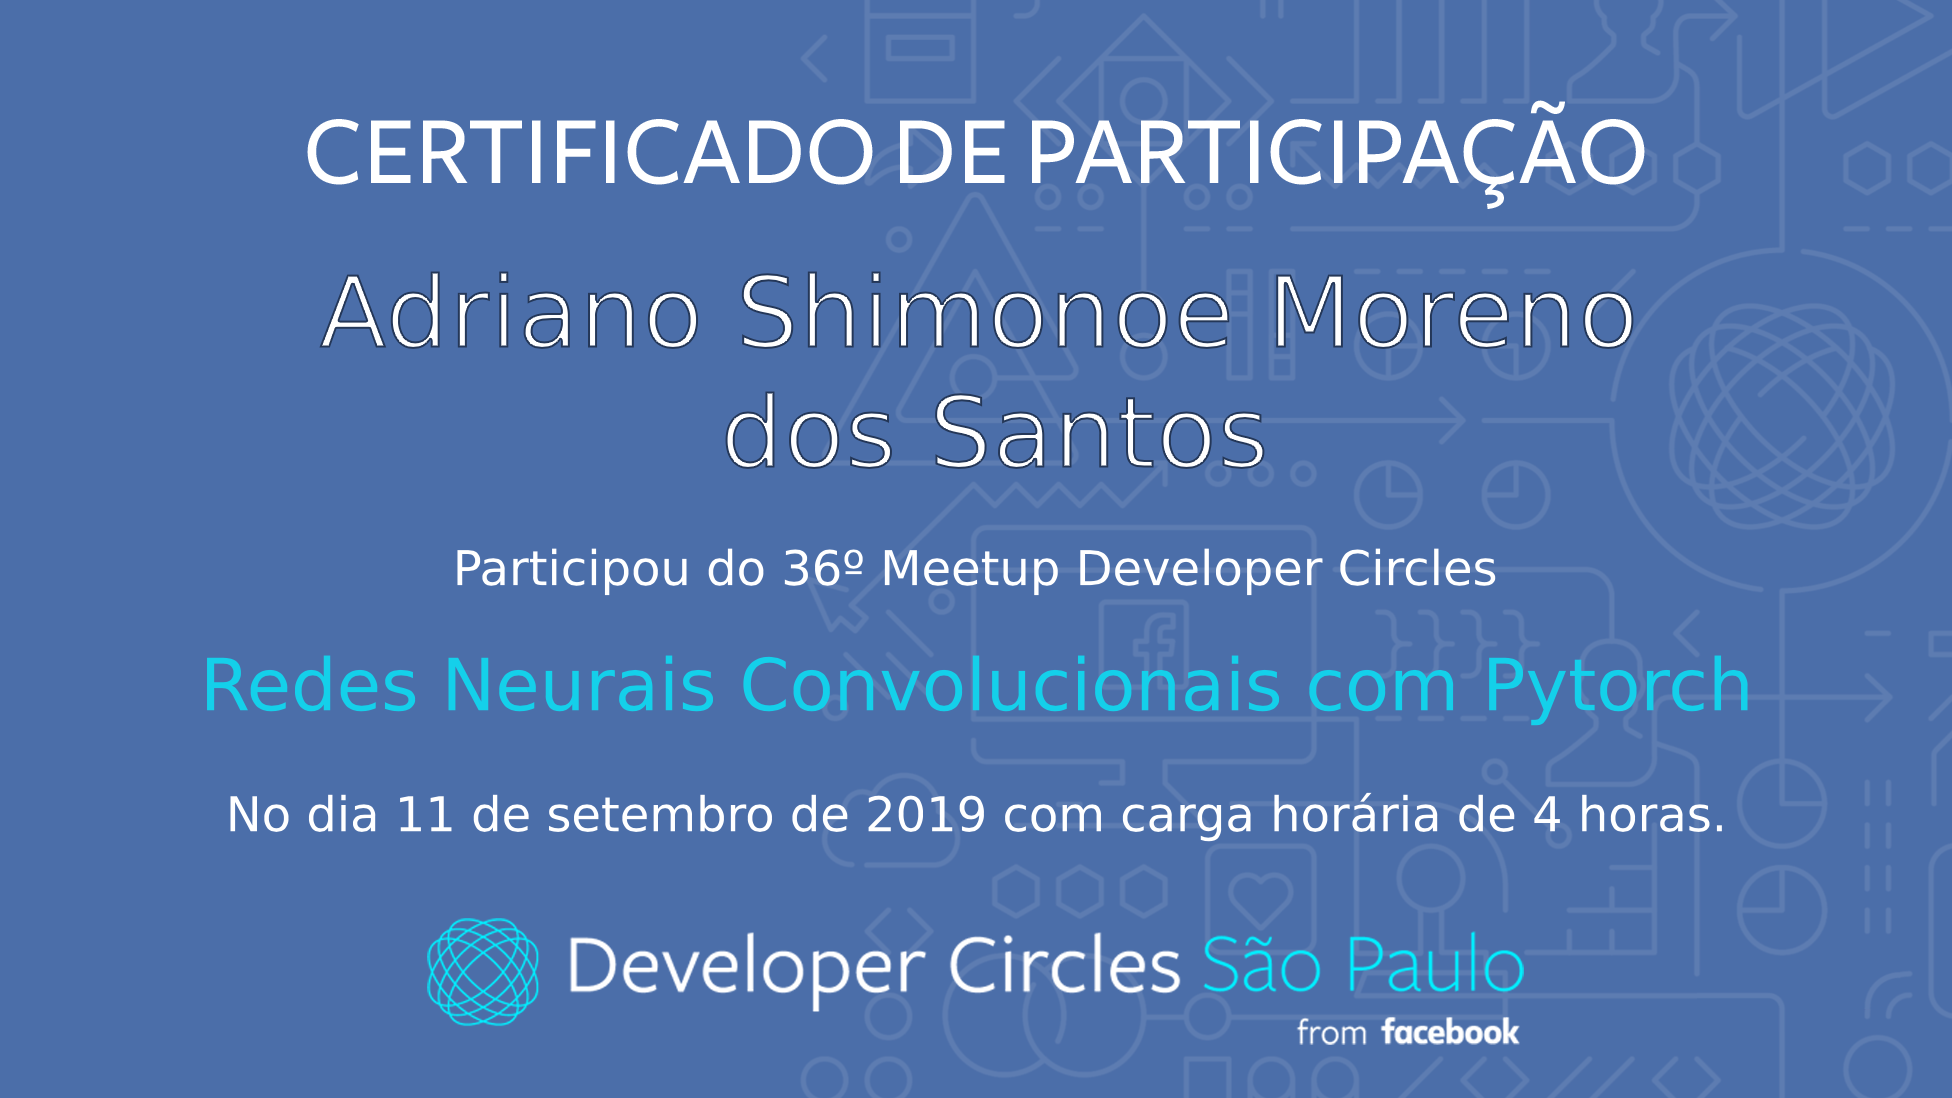 CERTIFICADO DE PARTICIPAÇÃO
Adriano Shimonoe Moreno
dos Santos
Participou do 36º Meetup Developer Circles
Redes Neurais Convolucionais com Pytorch
No dia 11 de setembro de 2019 com carga horária de 4 horas.
Developer Circles São Paulo
from facebook